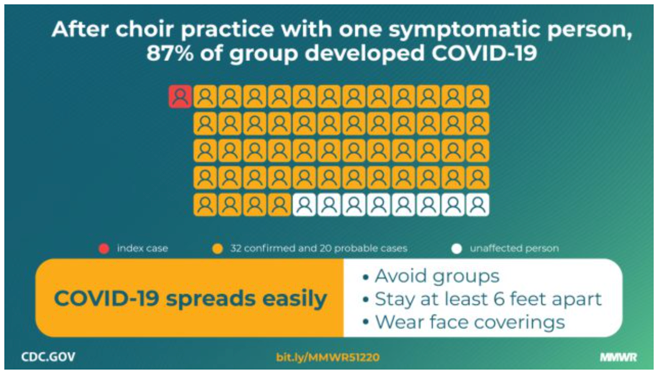 After choir practice with one symptomatic person,
87% of group developed COVID-19
index case
32 confirmed and 20 probable cases
unaffected person
COVID-19 spreads easily
• Avoid groups
• Stay at least 6 feet apart
• Wear face coverings
CDC.GOV
bit.ly/MMWR51220
MMWR